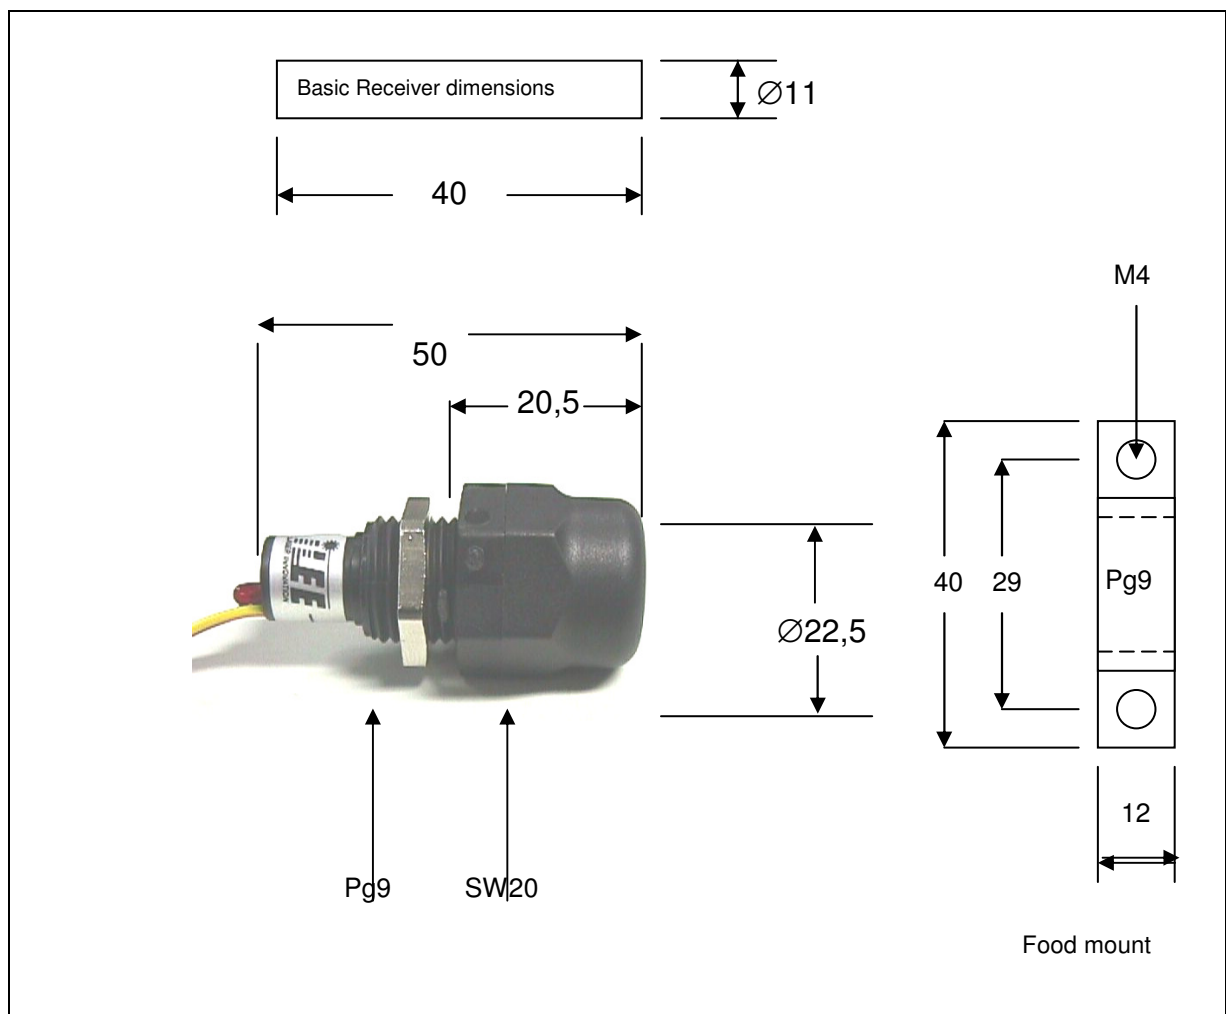 Basic Receiver dimensions
∅11
40
M4
50
20,5
40
29
Pg9
∅22,5
12
Pg9
SW20
Food mount